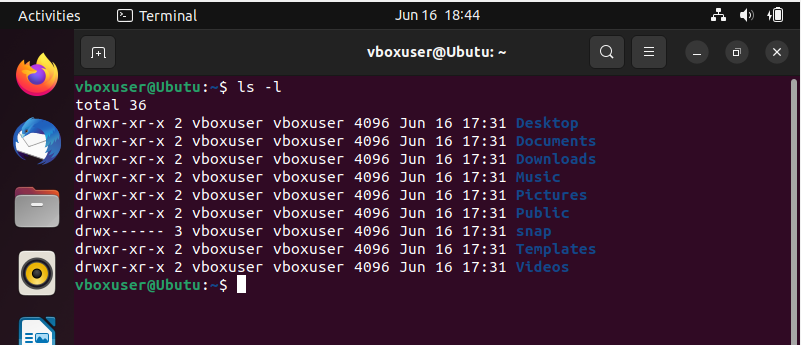 Activities Terminal Jun 16 18:44
vboxuser@Ubutu: ~
vboxuser@Ubutu:~$ ls -l
total 36
drwxr-xr-x 2 vboxuser vboxuser 4096 Jun 16 17:31 Desktop
drwxr-xr-x 2 vboxuser vboxuser 4096 Jun 16 17:31 Documents
drwxr-xr-x 2 vboxuser vboxuser 4096 Jun 16 17:31 Downloads
drwxr-xr-x 2 vboxuser vboxuser 4096 Jun 16 17:31 Music
drwxr-xr-x 2 vboxuser vboxuser 4096 Jun 16 17:31 Pictures
drwxr-xr-x 2 vboxuser vboxuser 4096 Jun 16 17:31 Public
drwx------ 3 vboxuser vboxuser 4096 Jun 16 17:31 snap
drwxr-xr-x 2 vboxuser vboxuser 4096 Jun 16 17:31 Templates
drwxr-xr-x 2 vboxuser vboxuser 4096 Jun 16 17:31 Videos
vboxuser@Ubutu:~$